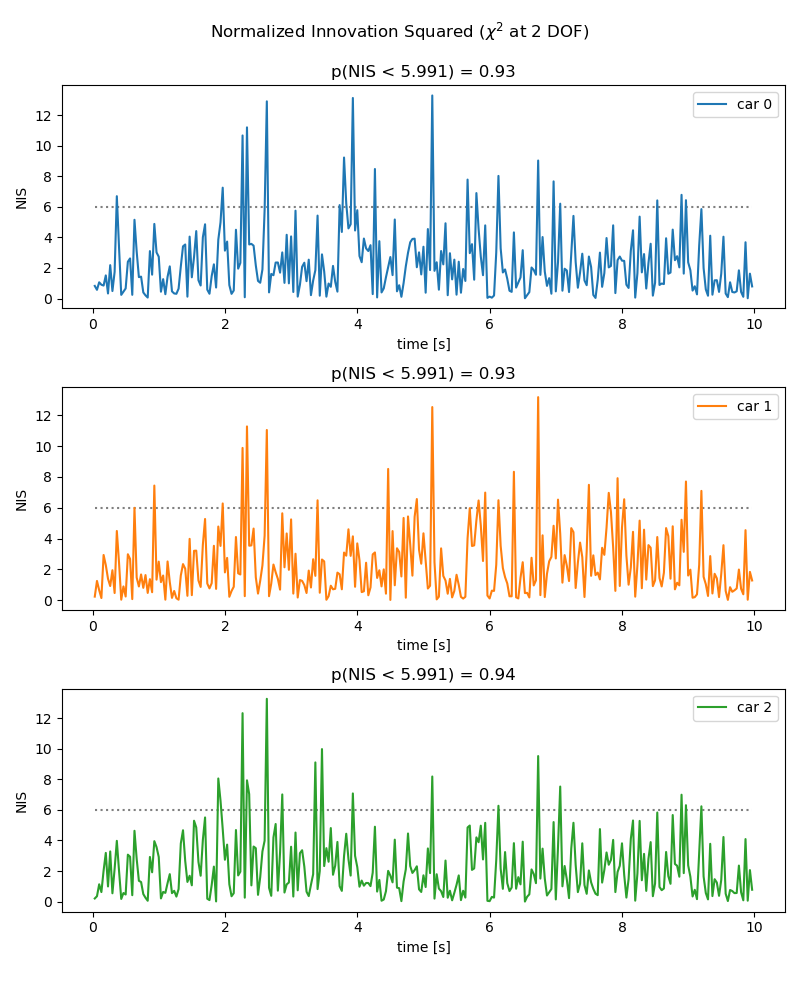 Normalized Innovation Squared (χ² at 2 DOF)
p(NIS < 5.991) = 0.93
12
10
8
6
4
2
0
NIS
car 0
0 2 4 6 8 10
time [s]
p(NIS < 5.991) = 0.93
12
10
8
6
4
2
0
NIS
car 1
0 2 4 6 8 10
time [s]
p(NIS < 5.991) = 0.94
12
10
8
6
4
2
0
NIS
car 2
0 2 4 6 8 10
time [s]